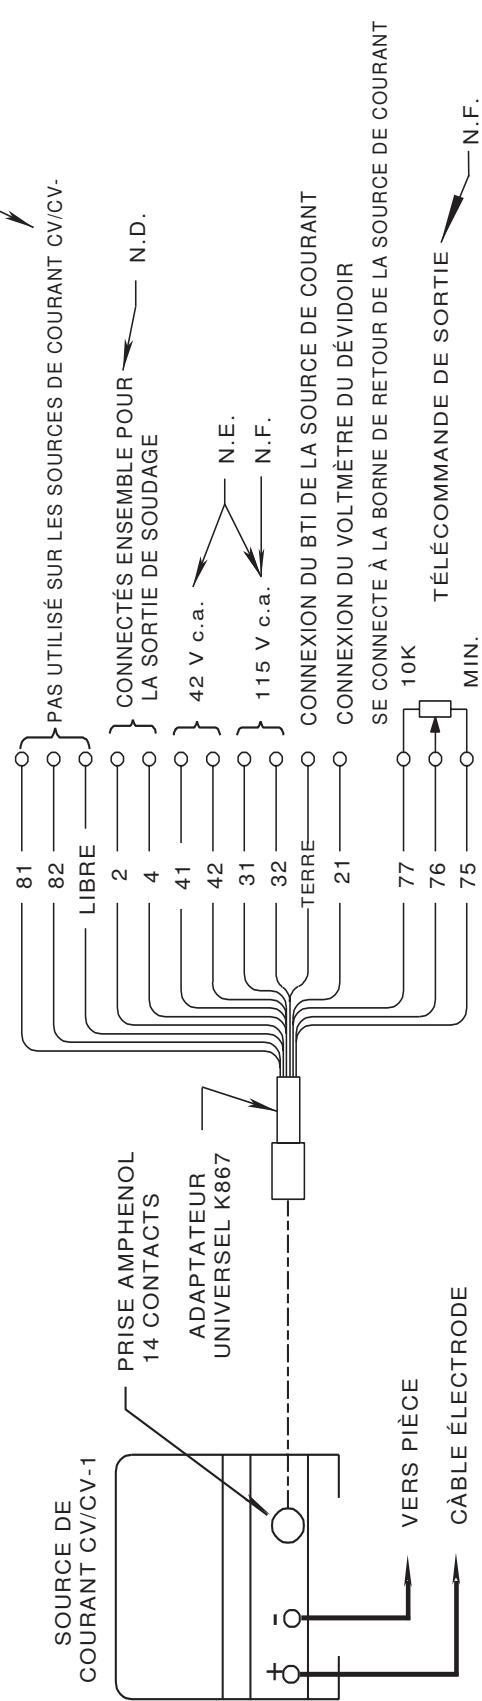 SOURCE DE
COURANT CV/CV-1
PRISE AMPHENOL
14 CONTACTS
ADAPTATEUR
UNIVERSEL K867
+
-
VERS PIÈCE
CÀBLE ÉLECTRODE
81
82
LIBRE
2
4
41
42
31
32
TERRE
21
77
76
75
PAS UTILISÉ SUR LES SOURCES DE COURANT CV/CV-
CONNECTÉS ENSEMBLE POUR
LA SORTIE DE SOUDAGE
N.D.
42 V c.a.
N.E.
115 V c.a.
N.F.
CONNEXION DU BTI DE LA SOURCE DE COURANT
CONNEXION DU VOLTMÈTRE DU DÉVIDOIR
SE CONNECTE À LA BORNE DE RETOUR DE LA SOURCE DE COURANT
10K
TÉLÉCOMMANDE DE SORTIE
N.F.
MIN.